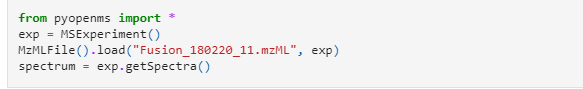 from pyopenms import *
exp = MSExperiment()
MzMLFile().load("Fusion_180220_11.mzML", exp)
spectrum = exp.getSpectra()